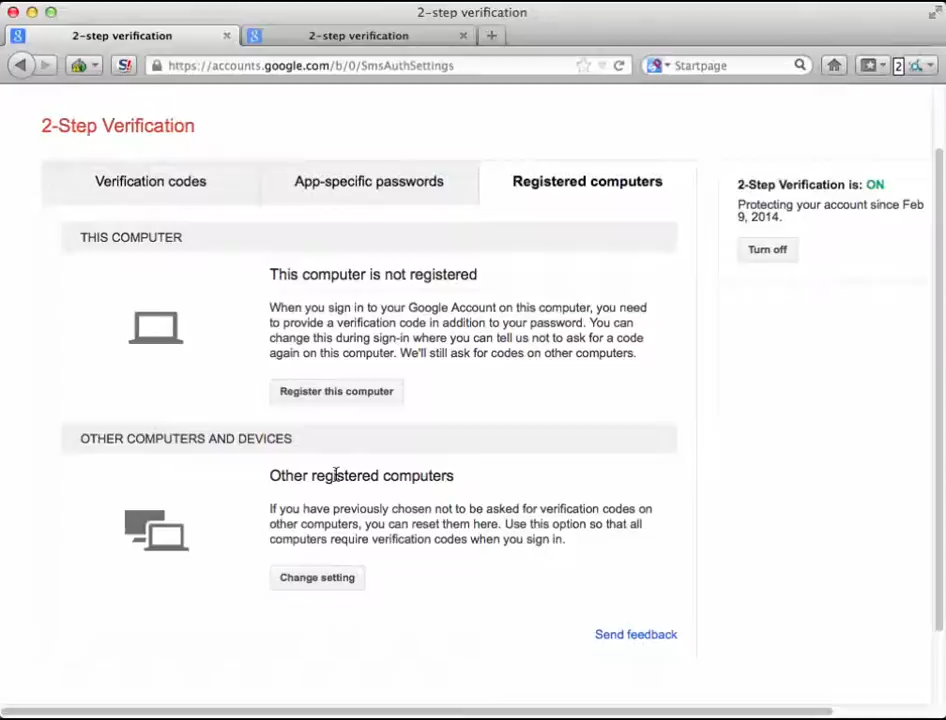 2-step verification
2-step verification
2-step verification
https://accounts.google.com/b/0/SmsAuthSettings
Startpage
2
2-Step Verification
Verification codes
App-specific passwords
Registered computers
2-Step Verification is: ON
Protecting your account since Feb
9, 2014.
Turn off
THIS COMPUTER
This computer is not registered
When you sign in to your Google Account on this computer, you need
to provide a verification code in addition to your password. You can
change this during sign-in where you can tell us not to ask for a code
again on this computer. We'll still ask for codes on other computers.
Register this computer
OTHER COMPUTERS AND DEVICES
Other registered computers
If you have previously chosen not to be asked for verification codes on
other computers, you can reset them here. Use this option so that all
computers require verification codes when you sign in.
Change setting
Send feedback